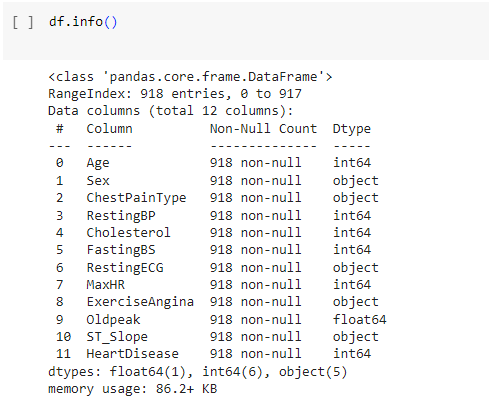 [ ] df.info()
<class 'pandas.core.frame.DataFrame'>
RangeIndex: 918 entries, 0 to 917
Data columns (total 12 columns):
 #   Column          Non-Null Count  Dtype
---  ------          --------------  -----
 0   Age             918 non-null    int64
 1   Sex             918 non-null    object
 2   ChestPainType   918 non-null    object
 3   RestingBP       918 non-null    int64
 4   Cholesterol     918 non-null    int64
 5   FastingBS       918 non-null    int64
 6   RestingECG      918 non-null    object
 7   MaxHR           918 non-null    int64
 8   ExerciseAngina  918 non-null    object
 9   Oldpeak         918 non-null    float64
 10  ST_Slope        918 non-null    object
 11  HeartDisease    918 non-null    int64
dtypes: float64(1), int64(6), object(5)
memory usage: 86.2+ KB